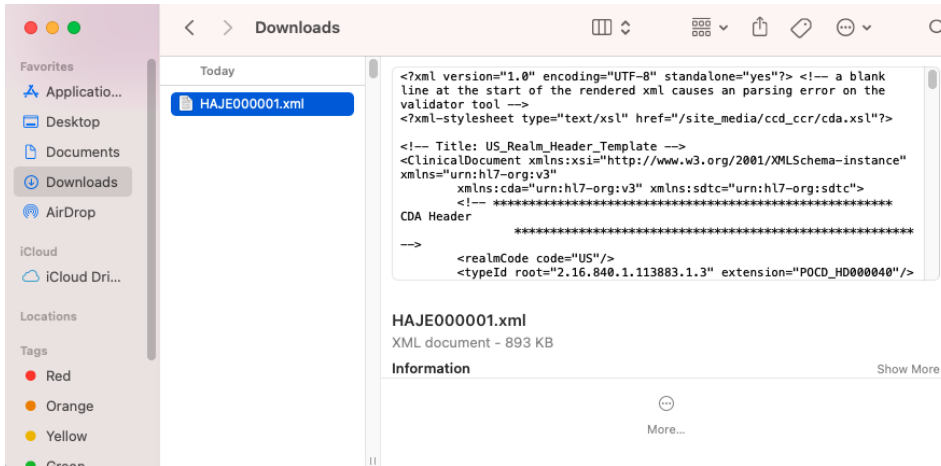 Downloads
Favorites
Applicatio...
Desktop
Documents
Downloads
AirDrop
iCloud
iCloud Dri...
Locations
Tags
Red
Orange
Yellow
Green
Today
HAJE000001.xml
<?xml version="1.0" encoding="UTF-8" standalone="yes"?> <!-- a blank
line at the start of the rendered xml causes an parsing error on the
validator tool -->
<?xml-stylesheet type="text/xsl" href="/site_media/ccd_ccr/cda.xsl"?>
<!-- Title: US_Realm_Header_Template -->
<ClinicalDocument xmlns:xsi="http://www.w3.org/2001/XMLSchema-instance"
xmlns="urn:hl7-org:v3"
xmlns:cda="urn:hl7-org:v3" xmlns:sdtc="urn:hl7-org:sdtc">
<!-- ********************************************************
CDA Header
********************************************************
-->
<realmCode code="US"/>
<typeId root="2.16.840.1.113883.1.3" extension="POCD_HD000040"/>
HAJE000001.xml
XML document - 893 KB
Information
Show More
More...